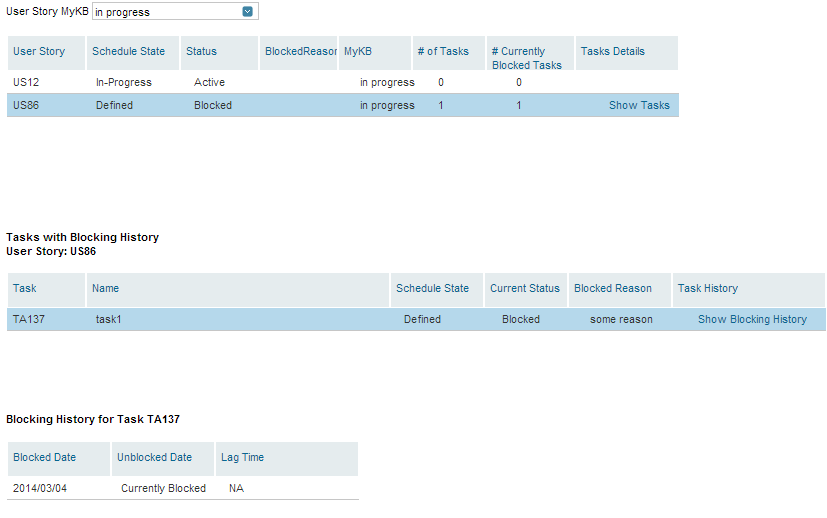 User Story MyKB in progress
User Story Schedule State Status BlockedReason MyKB # of Tasks # Currently Blocked Tasks Tasks Details
US12 In-Progress Active in progress 0 0
US86 Defined Blocked in progress 1 1 Show Tasks
Tasks with Blocking History
User Story: US86
Task Name Schedule State Current Status Blocked Reason Task History
TA137 task1 Defined Blocked some reason Show Blocking History
Blocking History for Task TA137
Blocked Date Unblocked Date Lag Time
2014/03/04 Currently Blocked NA